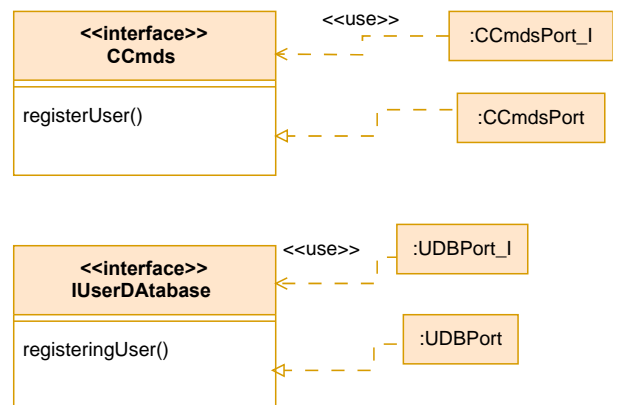 <<use>>
<<interface>>
CCmds
:CCmdsPort_I
registerUser()
:CCmdsPort
<<use>>
:UDBPort_I
<<interface>>
IUserDAtabase
registeringUser()
:UDBPort